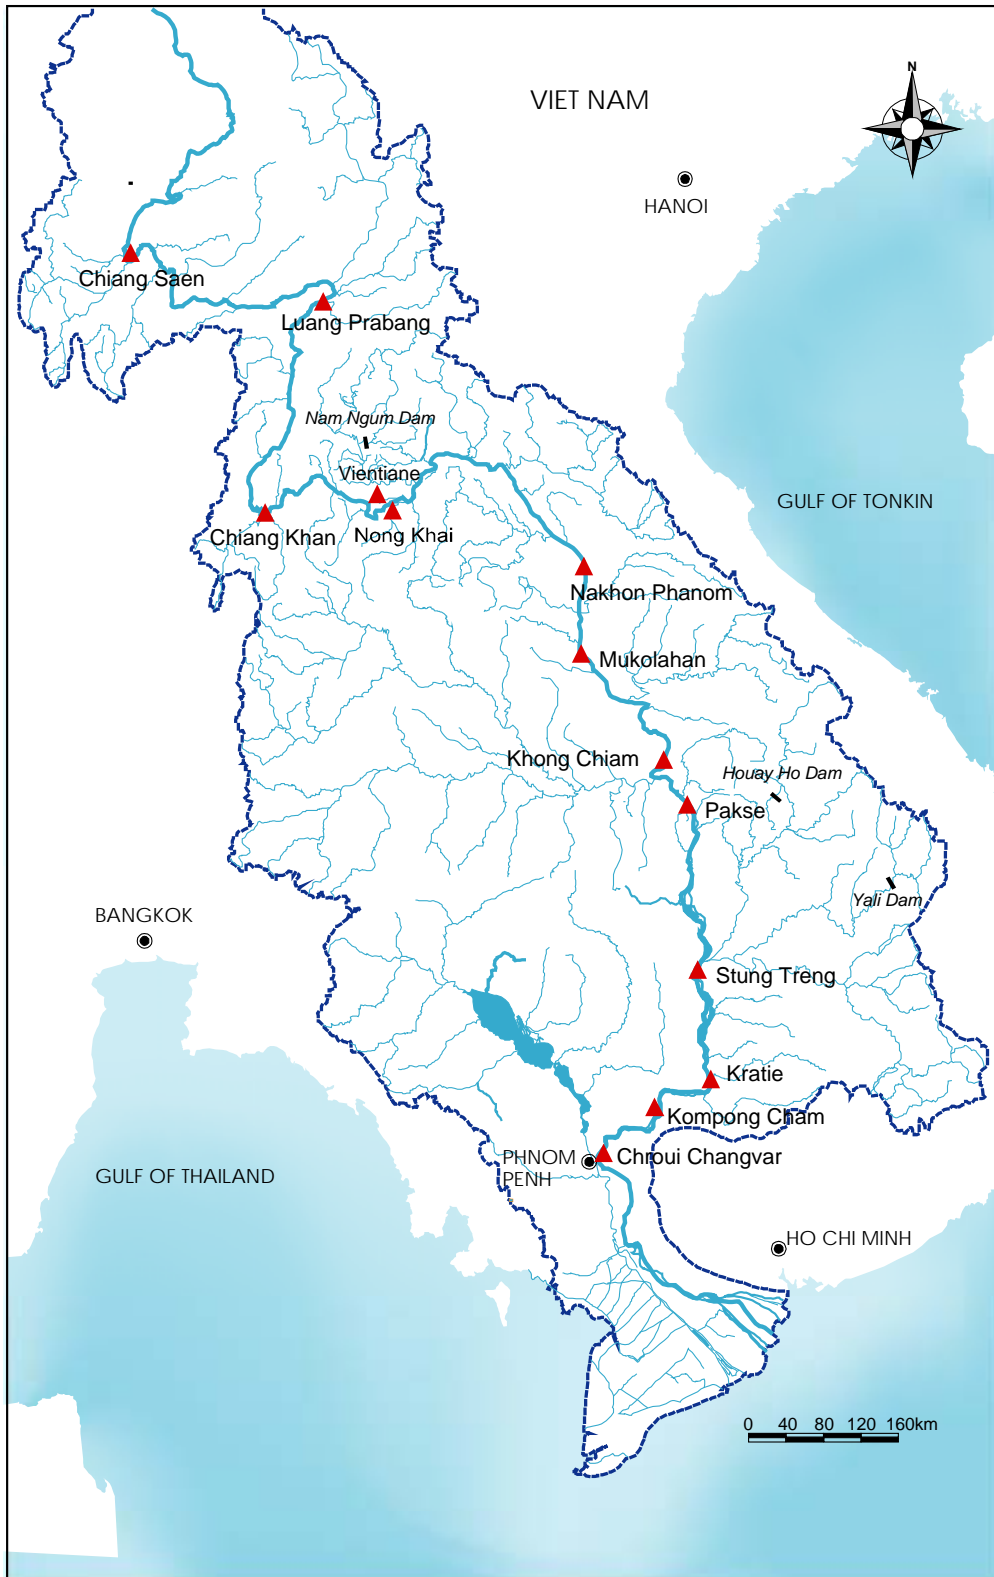 N
VIET NAM
HANOI
Chiang Saen
Luang Prabang
Nam Ngum Dam
Vientiane
GULF OF TONKIN
Chiang Khan
Nong Khai
Nakhon Phanom
Mukolahan
Khong Chiam
Houay Ho Dam
Pakse
Yali Dam
BANGKOK
Stung Treng
Kratie
Kompong Cham
Chroui Changvar
PHNOM
PENH
GULF OF THAILAND
HO CHI MINH
0 40 80 120 160km